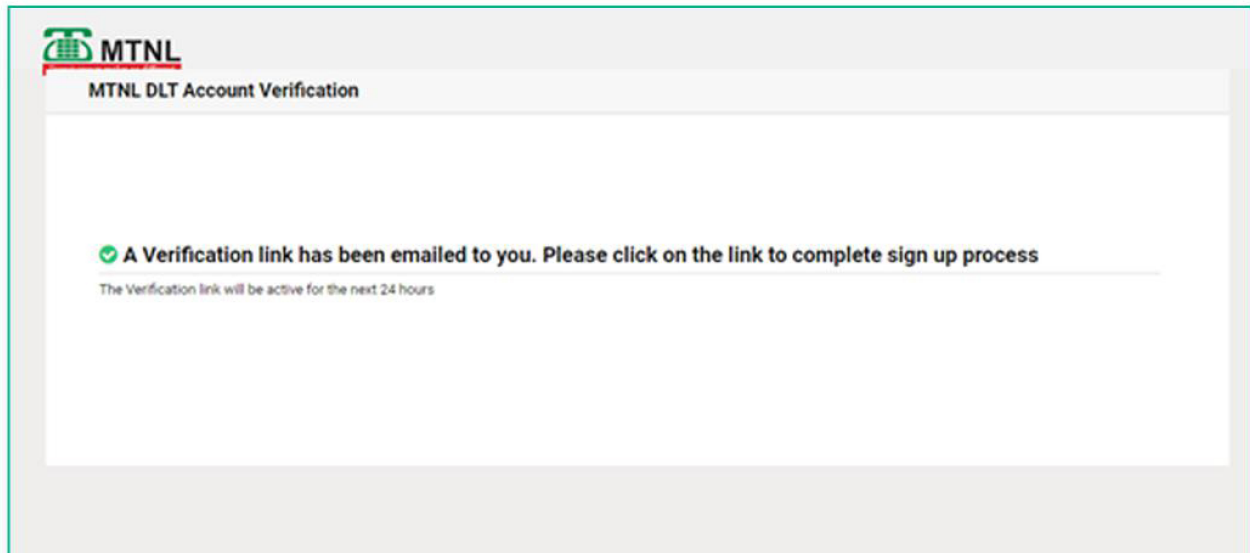 MTNL
MTNL DLT Account Verification
A Verification link has been emailed to you. Please click on the link to complete sign up process
The Verification link will be active for the next 24 hours